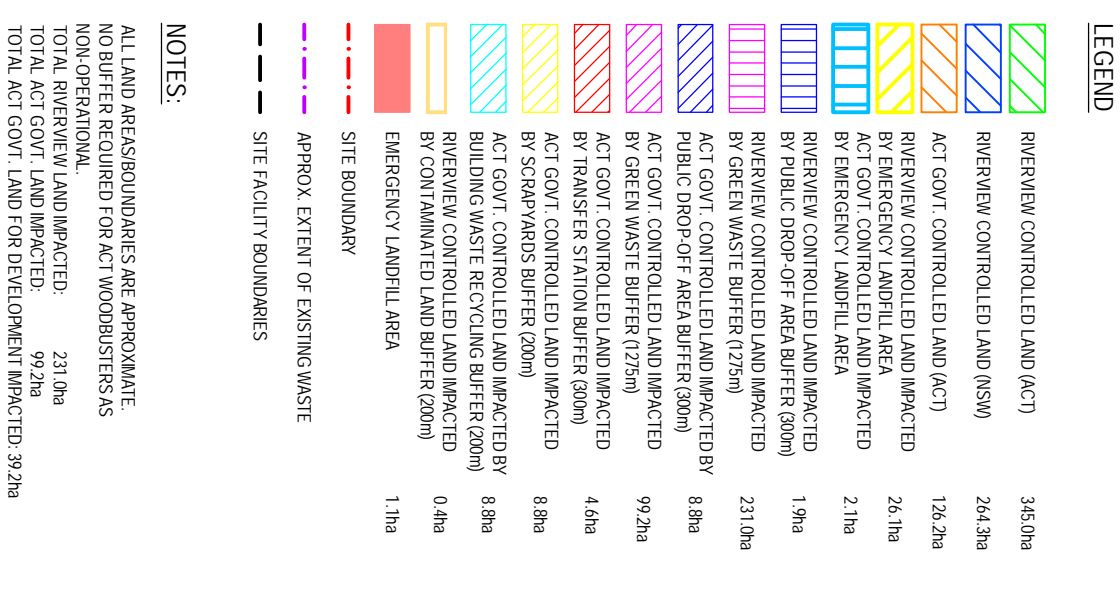 LEGEND
RIVERVIEW CONTROLLED LAND (ACT) 345.0ha
RIVERVIEW CONTROLLED LAND (NSW) 264.3ha
ACT GOVT. CONTROLLED LAND (ACT) 126.2ha
RIVERVIEW CONTROLLED LAND IMPACTED
BY EMERGENCY LANDFILL AREA 26.1ha
ACT GOVT. CONTROLLED LAND IMPACTED
BY EMERGENCY LANDFILL AREA 2.1ha
RIVERVIEW CONTROLLED LAND IMPACTED
BY PUBLIC DROP-OFF AREA BUFFER (300m) 1.9ha
RIVERVIEW CONTROLLED LAND IMPACTED
BY GREEN WASTE BUFFER (1275m) 231.0ha
ACT GOVT. CONTROLLED LAND IMPACTED BY
PUBLIC DROP-OFF AREA BUFFER (300m) 8.8ha
ACT GOVT. CONTROLLED LAND IMPACTED
BY GREEN WASTE BUFFER (1275m) 99.2ha
ACT GOVT. CONTROLLED LAND IMPACTED
BY TRANSFER STATION BUFFER (300m) 4.6ha
ACT GOVT. CONTROLLED LAND IMPACTED
BY SCRAPYARDS BUFFER (200m) 8.8ha
ACT GOVT. CONTROLLED LAND IMPACTED BY
BUILDING WASTE RECYCLING BUFFER (200m) 8.8ha
RIVERVIEW CONTROLLED LAND IMPACTED
BY CONTAMINATED LAND BUFFER (200m) 0.4ha
EMERGENCY LANDFILL AREA 1.1ha
SITE BOUNDARY
APPROX. EXTENT OF EXISTING WASTE
SITE FACILITY BOUNDARIES
NOTES:
ALL LAND AREAS/BOUNDARIES ARE APPROXIMATE.
NO BUFFER REQUIRED FOR ACT WOODBUSTERS AS
NON-OPERATIONAL.
TOTAL RIVERVIEW LAND IMPACTED: 231.0ha
TOTAL ACT GOVT. LAND IMPACTED: 99.2ha
TOTAL ACT GOVT. LAND FOR DEVELOPMENT IMPACTED: 39.2ha